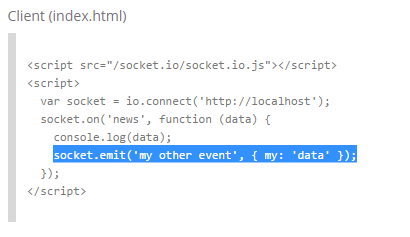 Client (index.html)
<script src="/socket.io/socket.io.js"></script>
<script>
  var socket = io.connect('http://localhost');
  socket.on('news', function (data) {
    console.log(data);
    socket.emit('my other event', { my: 'data' });
  });
</script>